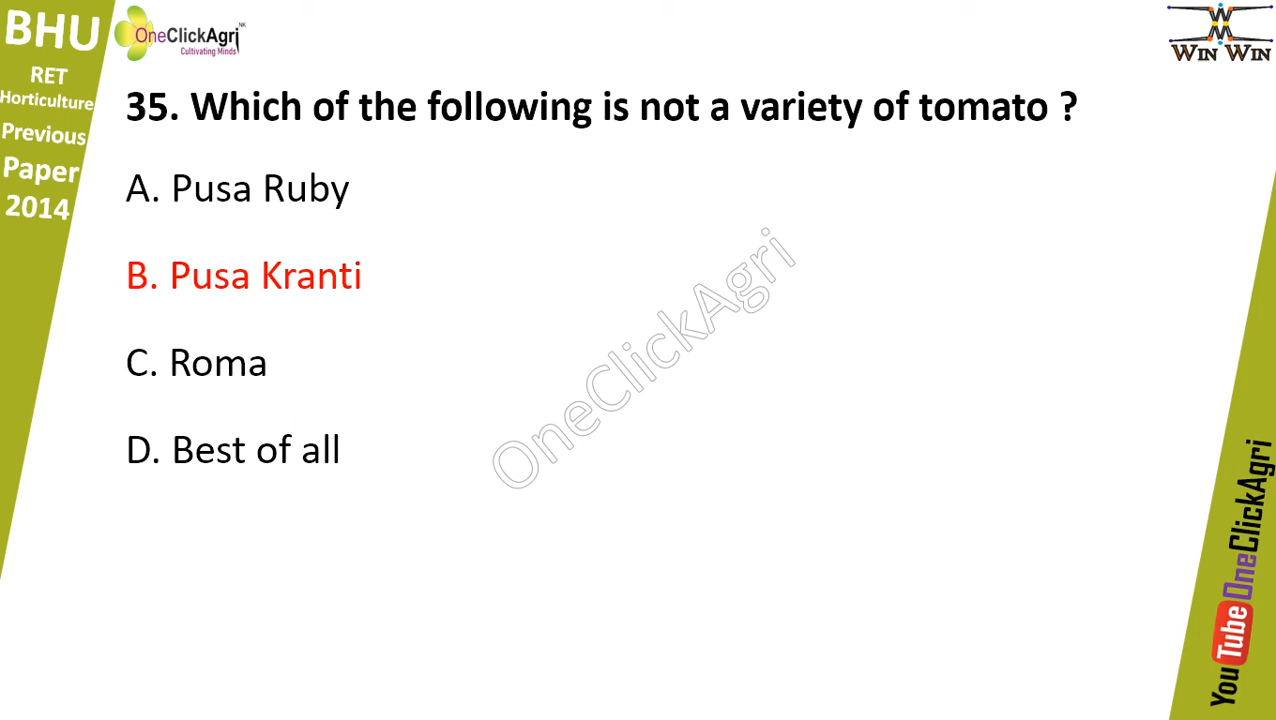 BHU
RET
Horticulture
Previous
Paper
2014
OneClickAgri NK
Cultivating Minds
WIN WIN
35. Which of the following is not a variety of tomato ?
A. Pusa Ruby
B. Pusa Kranti
C. Roma
D. Best of all
OneClickAgri
YouTube OneClickAgri